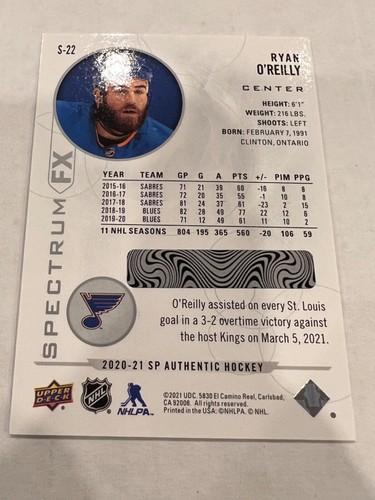 S-22
RYAN
O'REILLY
CENTER
HEIGHT: 6'1"
WEIGHT: 216 LBS.
SHOOTS: LEFT
BORN: FEBRUARY 7, 1991
CLINTON, ONTARIO
SPECTRUM FX
YEAR TEAM GP G A PTS +/- PIM PPG
2015-16 SABRES 71 21 39 60 -16 8 8
2016-17 SABRES 72 20 35 55 -1 10 8
2017-18 SABRES 81 24 37 61 -23 2 15
2018-19 BLUES 82 28 49 77 22 12 6
2019-20 BLUES 71 12 49 61 11 10 2
11 NHL SEASONS 804 195 365 560 -20 106 59
O'Reilly assisted on every St. Louis
goal in a 3-2 overtime victory against
the host Kings on March 5, 2021.
2020-21 SP AUTHENTIC HOCKEY
UPPER
DECK
NHL
NHLPA
©2021 UDC. 5830 El Camino Real, Carlsbad,
CA 92008. All rights reserved.
Printed in the USA. ©NHLPA. © NHL.